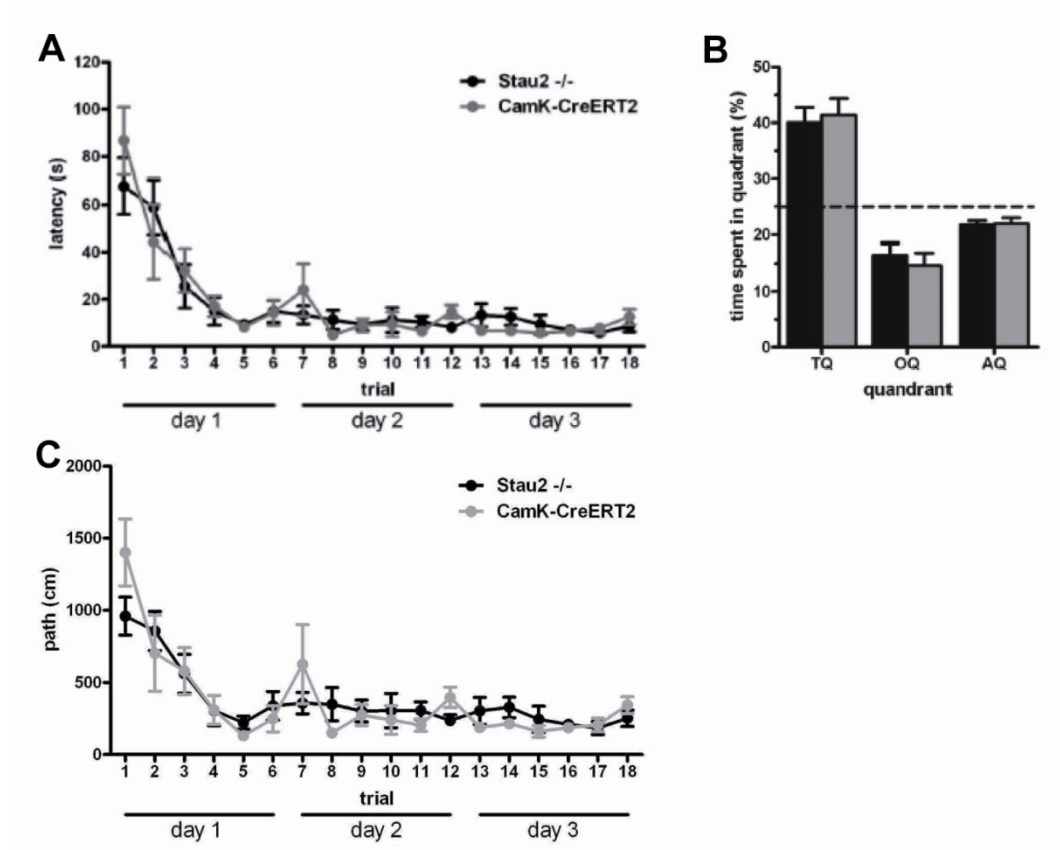 A
120
100
80
60
40
20
0
latency (s)
Stau2 -/-
CamK-CreERT2
1 2 3 4 5 6 7 8 9 10 11 12 13 14 15 16 17 18
trial
day 1 day 2 day 3
B
50
40
30
20
10
0
time spent in quadrant (%)
TQ OQ AQ
quandrant
C
2000
1500
1000
500
0
path (cm)
Stau2 -/-
CamK-CreERT2
1 2 3 4 5 6 7 8 9 10 11 12 13 14 15 16 17 18
trial
day 1 day 2 day 3